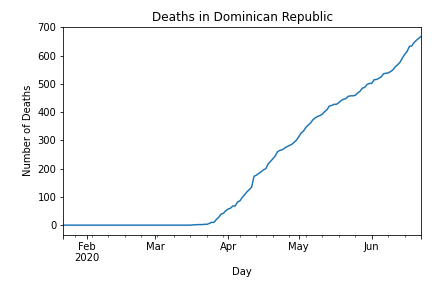 Deaths in Dominican Republic
Number of Deaths
700
600
500
400
300
200
100
0
Feb
2020
Mar
Apr
May
Jun
Day